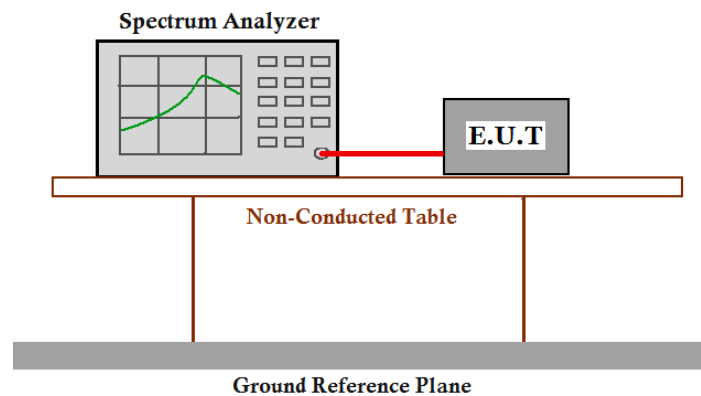 Spectrum Analyzer
E.U.T
Non-Conducted Table
Ground Reference Plane